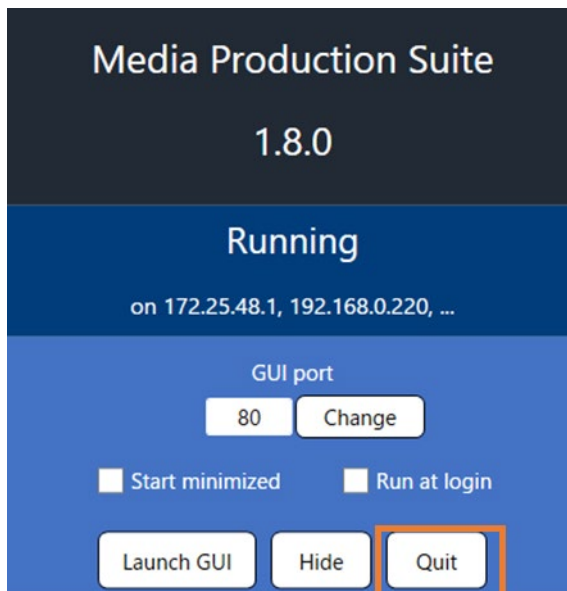 Media Production Suite
1.8.0
Running
on 172.25.48.1, 192.168.0.220, ...
GUI port
80 Change
Start minimized Run at login
Launch GUI Hide Quit